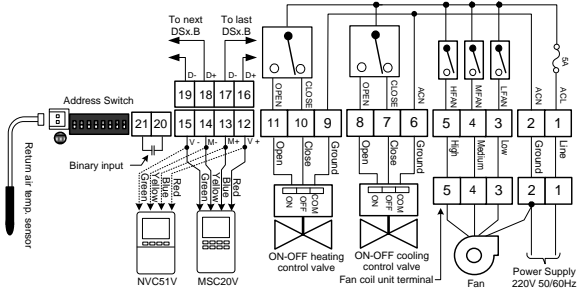 To next
DSx.B
To last
DSx.B
5A
D- D+ D- D+
OPEN
CLOSE
OPEN
CLOSE
ACN
HFAN
MFAN
LFAN
ACN
ACL
Address Switch
19 18 17 16
21 20
15 14 13 12
11 10 9
8 7 6
5 4 3
2 1
V - M- M+ V +
Binary input
Return air temp. sensor
Green
Yellow
Blue
Red
Green
Yellow
Blue
Red
Open
Close
Ground
Open
Close
Ground
High
Medium
Low
Ground
Line
ON
OFF
COM
ON
OFF
COM
5 4 3
2 1
NVC51V
MSC20V
ON-OFF heating
control valve
ON-OFF cooling
control valve
Fan coil unit terminal
Fan
Power Supply
220V 50/60Hz